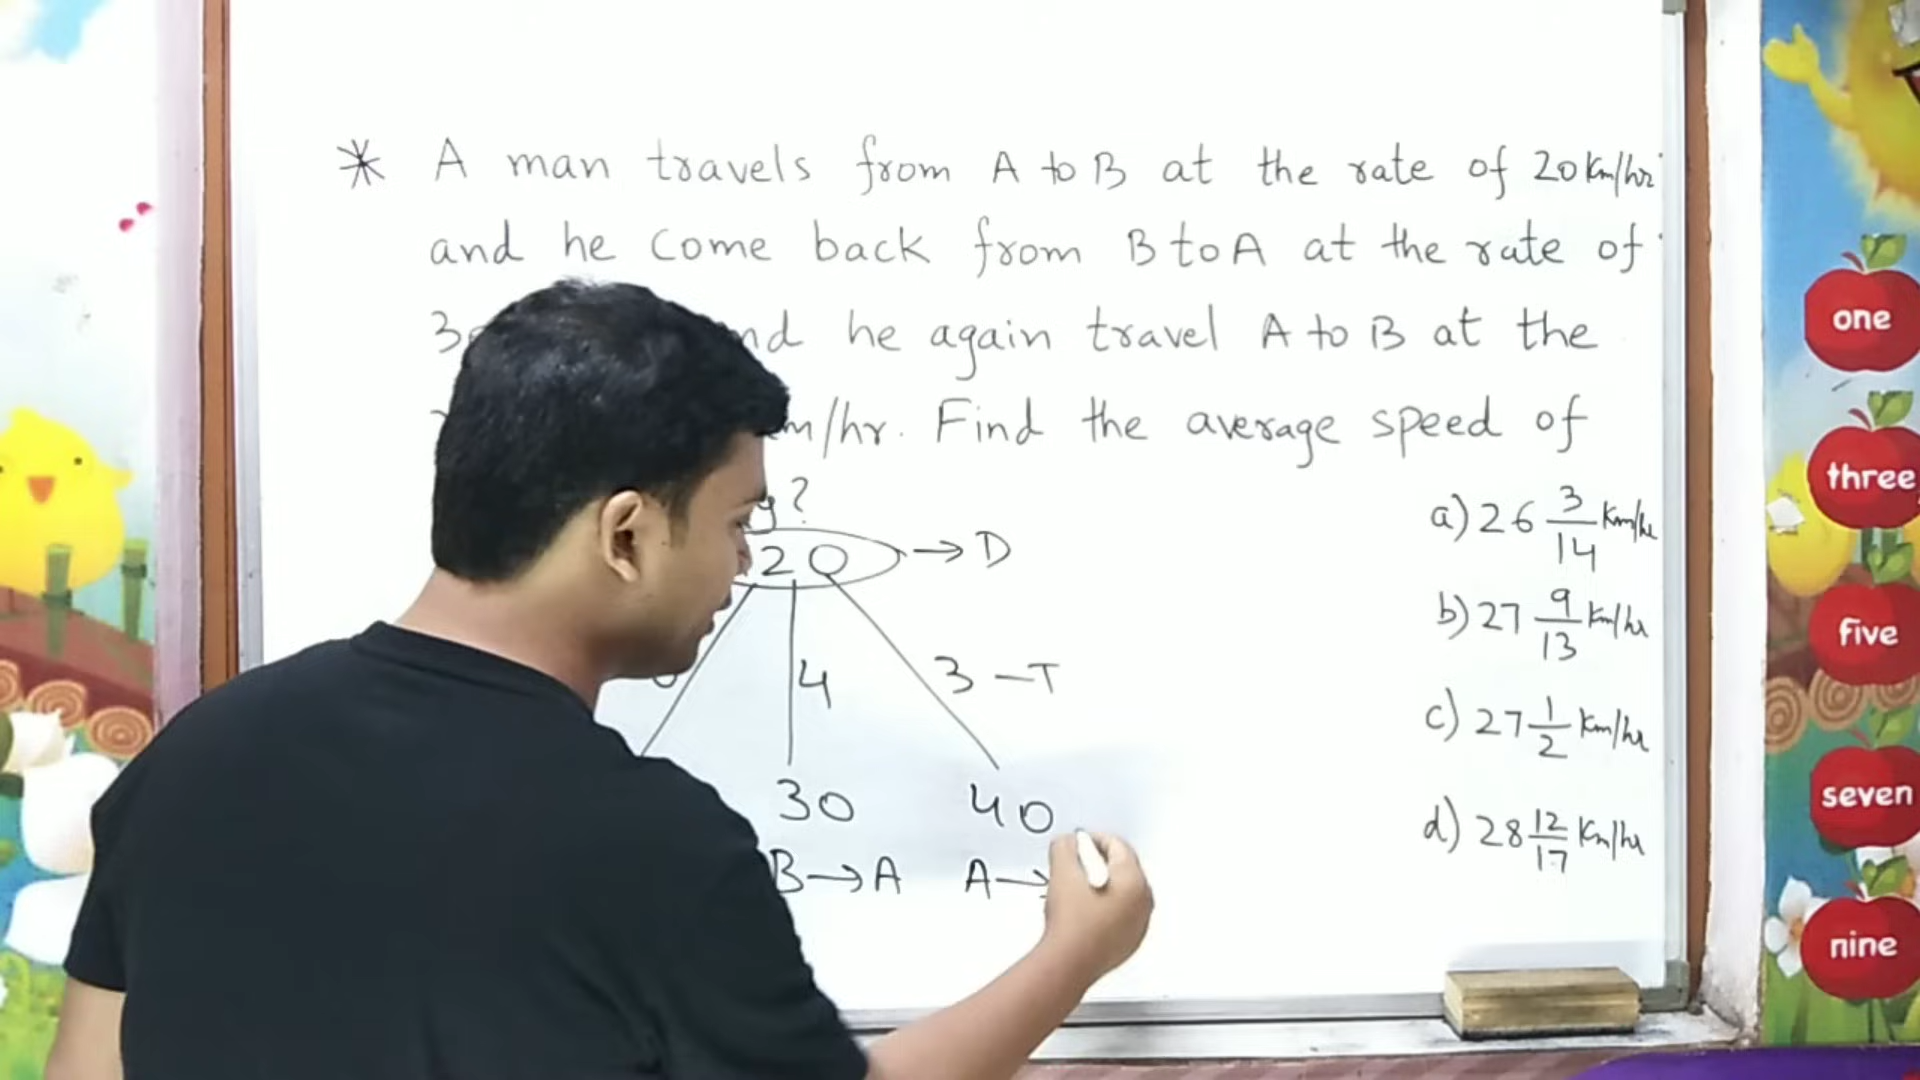 * A man travels from A to B at the rate of 20 Km/hr
and he come back from B to A at the rate of
he again travel A to B at the
/hr. Find the average speed of
?
20 → D
4
3 - T
30
40
B → A A →
a) 26 3/14 Km/hr
b) 27 9/13 Km/hr
c) 27 1/2 Km/hr
d) 28 12/17 Km/hr
one
three
five
seven
nine